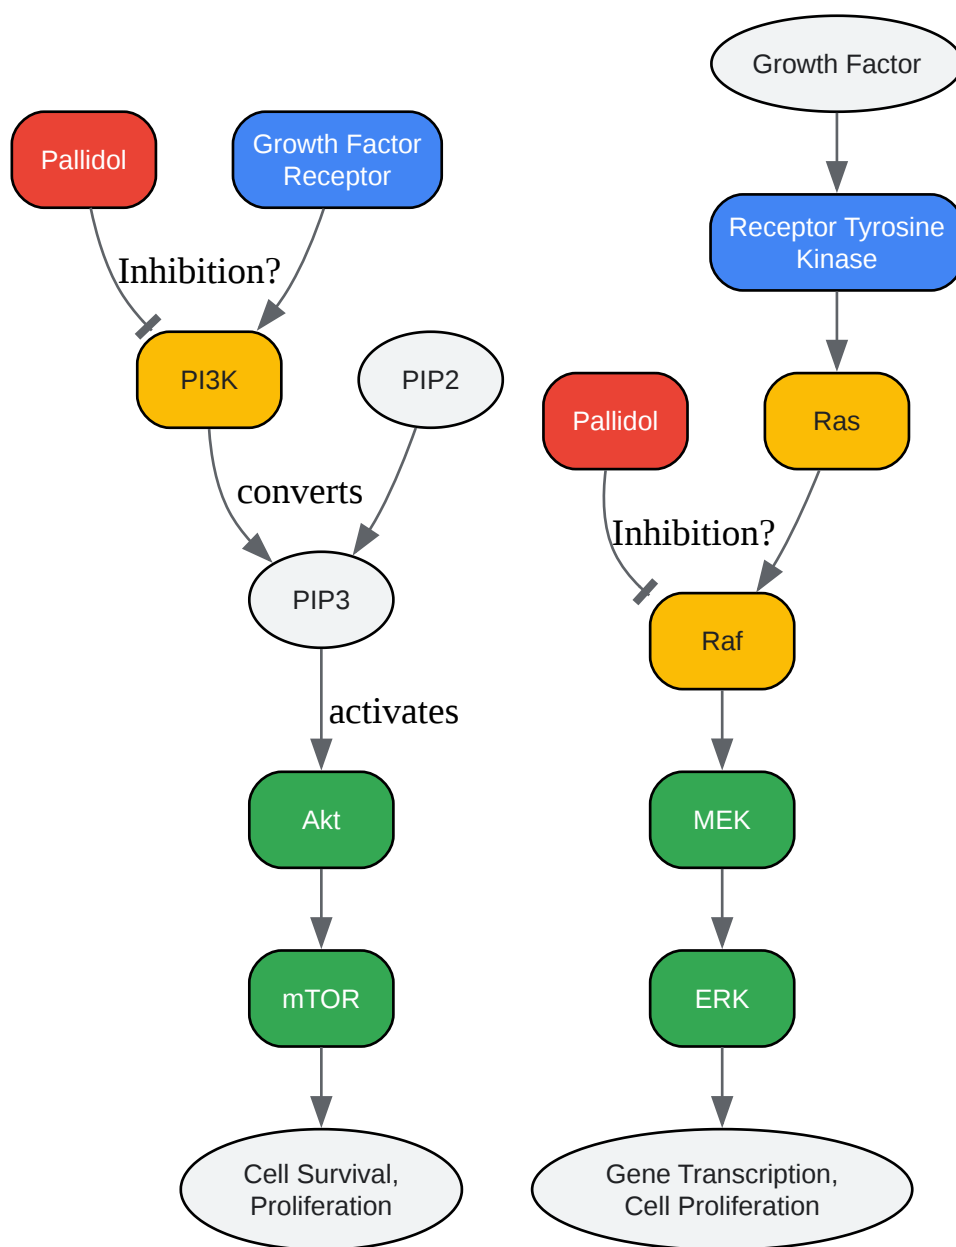 Growth Factor
Pallidol
Growth Factor
Receptor
Receptor Tyrosine
Kinase
Inhibition?
PI3K
PIP2
Pallidol
Ras
converts
Inhibition?
PIP3
Raf
activates
Akt
MEK
mTOR
ERK
Cell Survival,
Proliferation
Gene Transcription,
Cell Proliferation